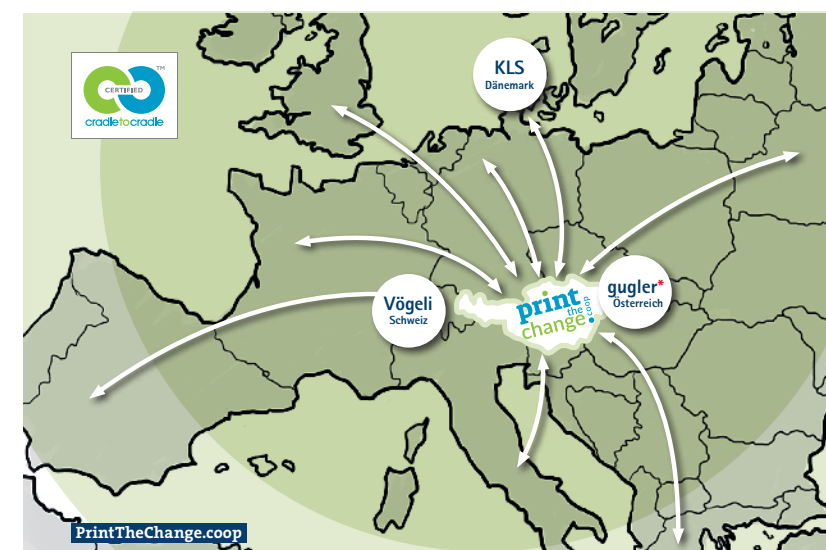 TM
CERTIFIED
cradletocradle
KLS
Dänemark
gugler*
Österreich
Vögeli
Schweiz
print
the
change.coop
PrintTheChange.coop